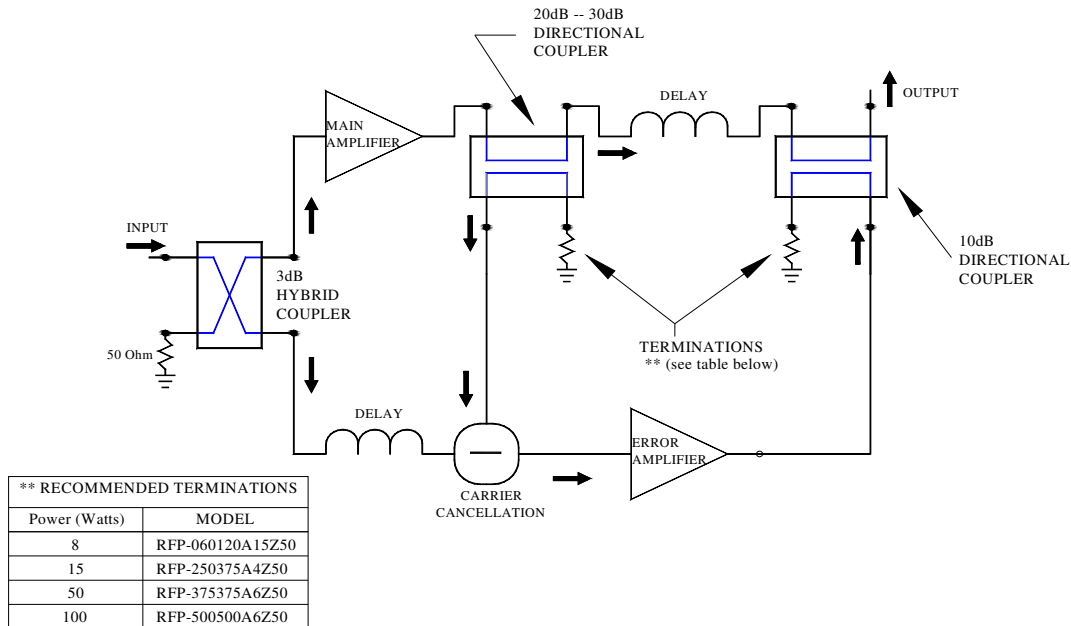 20dB -- 30dB
DIRECTIONAL
COUPLER
DELAY
OUTPUT
MAIN
AMPLIFIER
INPUT
3dB
HYBRID
COUPLER
10dB
DIRECTIONAL
COUPLER
50 Ohm
TERMINATIONS
** (see table below)
DELAY
ERROR
AMPLIFIER
CARRIER
CANCELLATION
** RECOMMENDED TERMINATIONS
Power (Watts) MODEL
8 RFP-060120A15Z50
15 RFP-250375A4Z50
50 RFP-375375A6Z50
100 RFP-500500A6Z50